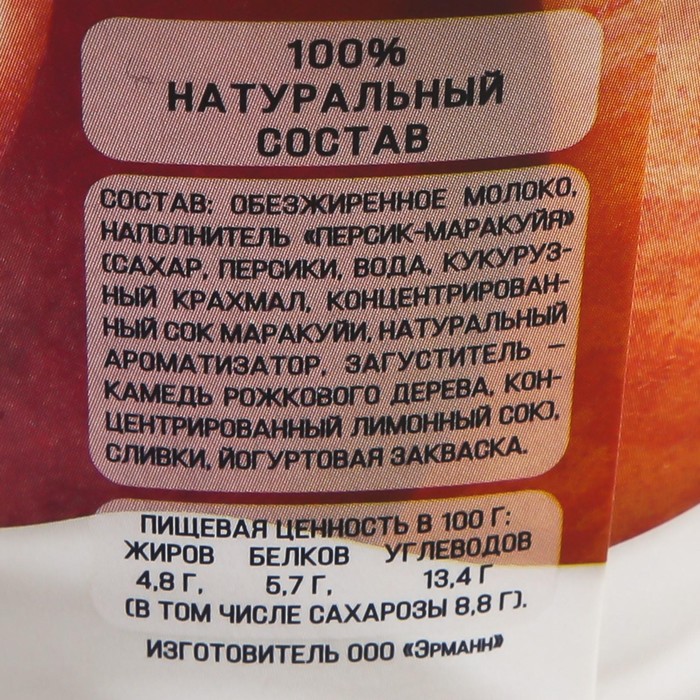 100%
НАТУРАЛЬНЫЙ
СОСТАВ
СОСТАВ: ОБЕЗЖИРЕННОЕ МОЛОКО,
НАПОЛНИТЕЛЬ «ПЕРСИК-МАРАКУЙЯ»
(САХАР, ПЕРСИКИ, ВОДА, КУКУРУЗ-
НЫЙ КРАХМАЛ, КОНЦЕНТРИРОВАН-
НЫЙ СОК МАРАКУЙИ, НАТУРАЛЬНЫЙ
АРОМАТИЗАТОР, ЗАГУСТИТЕЛЬ –
КАМЕДЬ РОЖКОВОГО ДЕРЕВА, КОН-
ЦЕНТРИРОВАННЫЙ ЛИМОННЫЙ СОК),
СЛИВКИ, ЙОГУРТОВАЯ ЗАКВАСКА.
ПИЩЕВАЯ ЦЕННОСТЬ В 100 Г:
ЖИРОВ БЕЛКОВ УГЛЕВОДОВ
4,8 Г, 5,7 Г, 13,4 Г
(В ТОМ ЧИСЛЕ САХАРОЗЫ 8,8 Г).
ИЗГОТОВИТЕЛЬ ООО «ЭРМАНН»